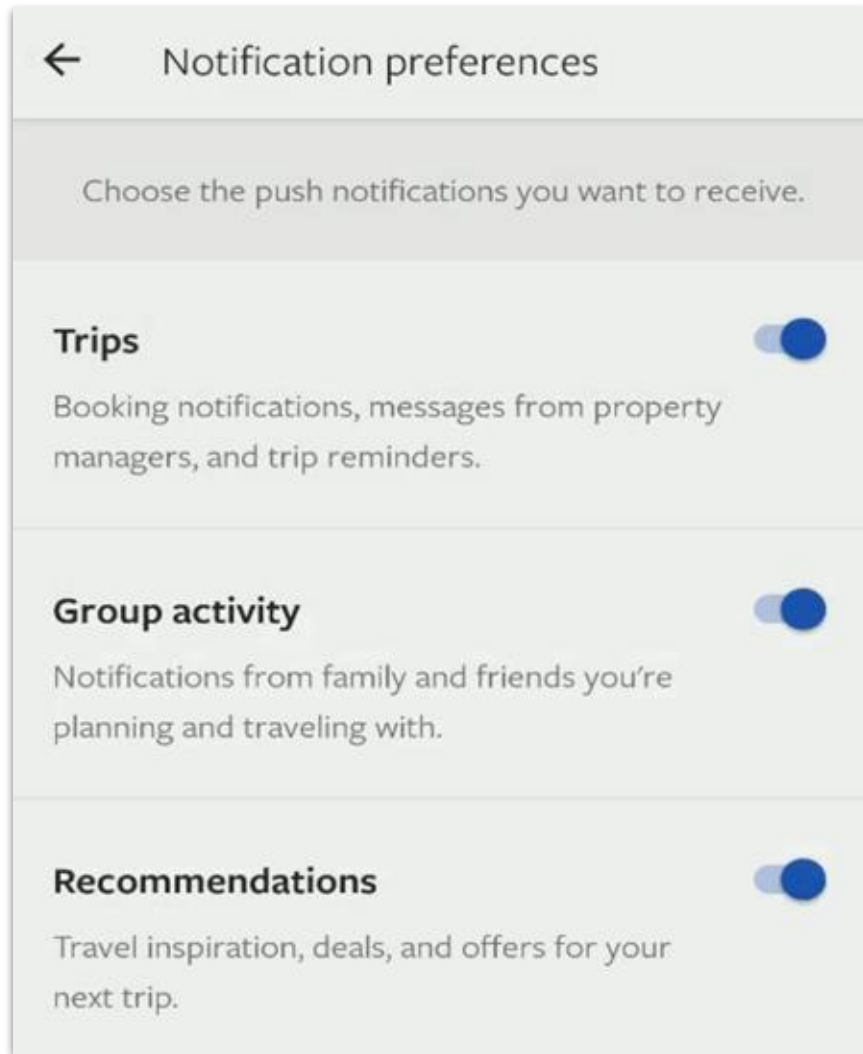 Notification preferences
Choose the push notifications you want to receive.
Trips
Booking notifications, messages from property
managers, and trip reminders.
Group activity
Notifications from family and friends you're
planning and traveling with.
Recommendations
Travel inspiration, deals, and offers for your
next trip.